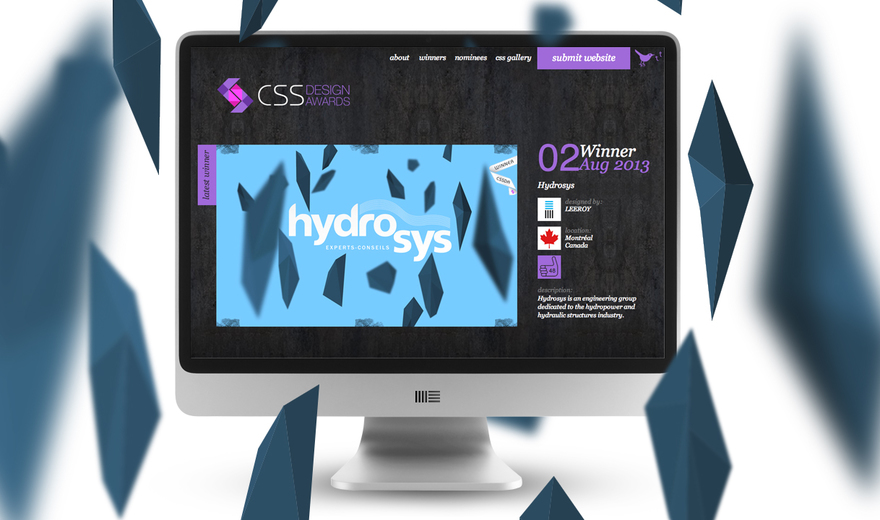 about winners nominees css gallery submit website
CSS DESIGN
AWARDS
latest winner
WINNER
CSSDA
hydro
sys
EXPERTS-CONSEILS
02 Winner
Aug 2013
Hydrosys
designed by:
LEEROY
location:
Montréal
Canada
description:
Hydrosys is an engineering group
dedicated to the hydropower and
hydraulic structures industry.